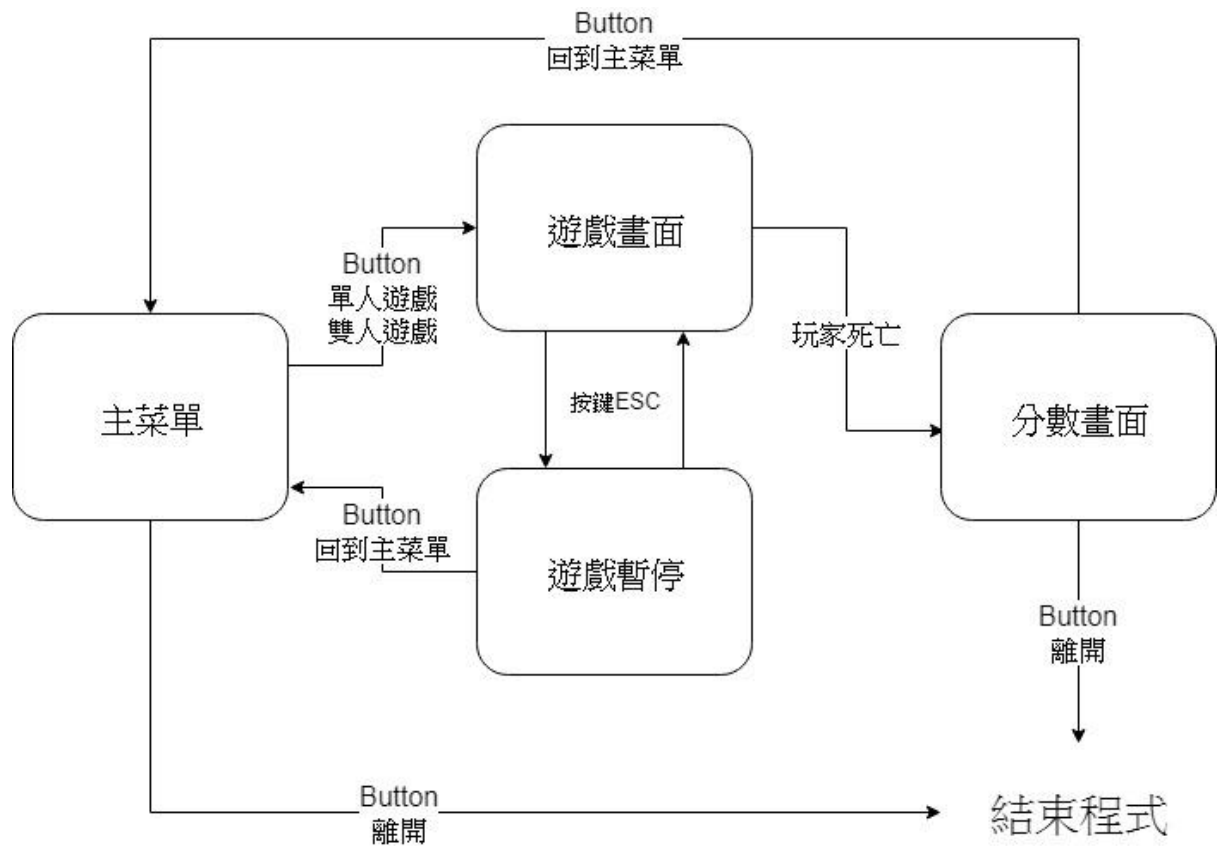 Button
回到主菜單
遊戲畫面
Button
單人遊戲
雙人遊戲
玩家死亡
主菜單
按鍵ESC
分數畫面
Button
回到主菜單
遊戲暫停
Button
離開
Button
離開
結束程式